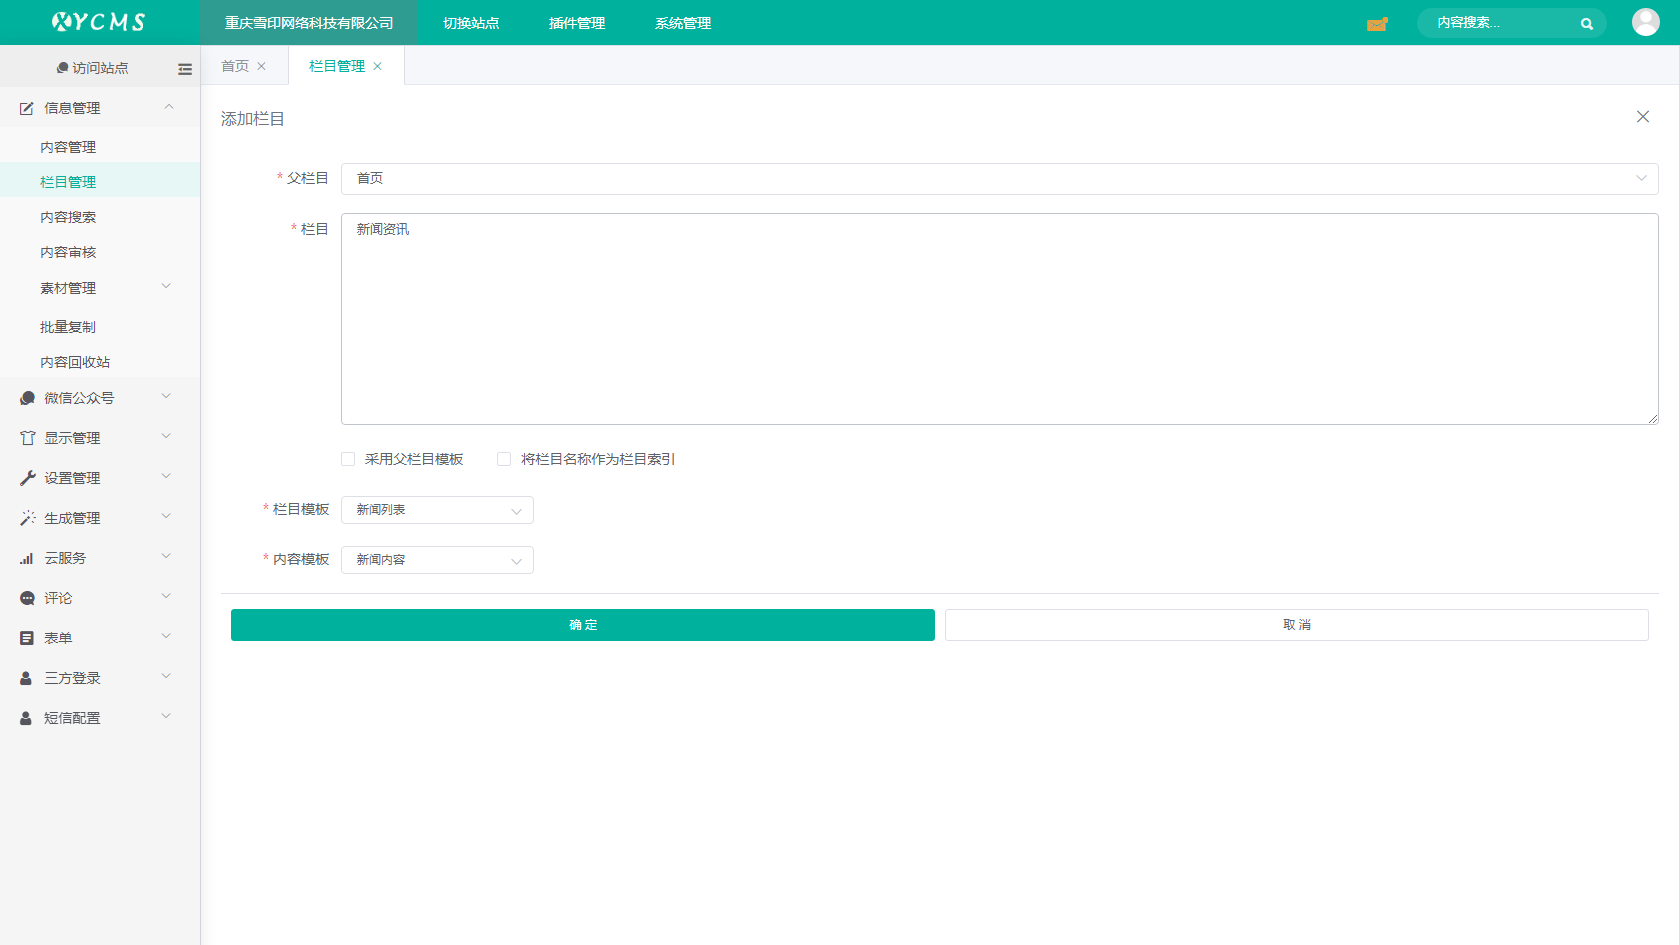 XYCMS
重庆雪印网络科技有限公司 切换站点 插件管理 系统管理 内容搜索...
访问站点
首页 栏目管理
信息管理
内容管理
栏目管理
内容搜索
内容审核
素材管理
批量复制
内容回收站
微信公众号
显示管理
设置管理
生成管理
云服务
评论
表单
三方登录
短信配置
添加栏目
* 父栏目 首页
* 栏目 新闻资讯
采用父栏目模板 将栏目名称作为栏目索引
* 栏目模板 新闻列表
* 内容模板 新闻内容
确 定 取 消